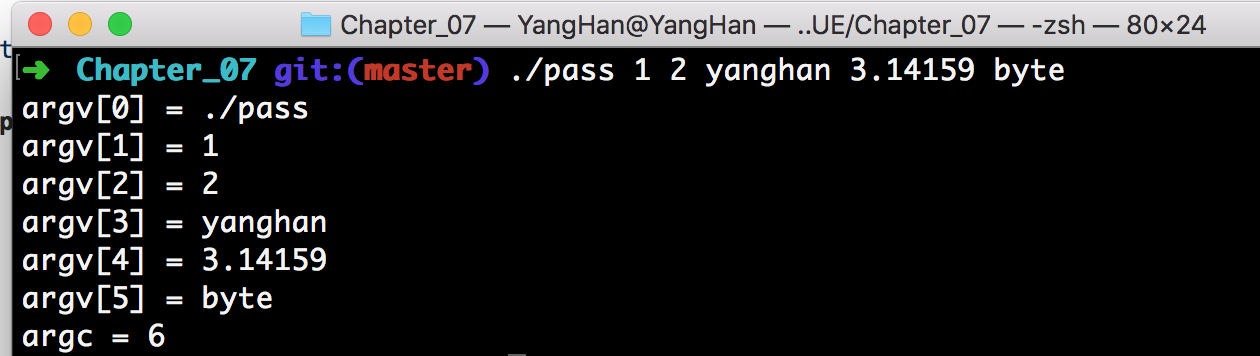 Chapter_07 — YangHan@YangHan — ..UE/Chapter_07 — -zsh — 80×24
➜ Chapter_07 git:(master) ./pass 1 2 yanghan 3.14159 byte
argv[0] = ./pass
argv[1] = 1
argv[2] = 2
argv[3] = yanghan
argv[4] = 3.14159
argv[5] = byte
argc = 6